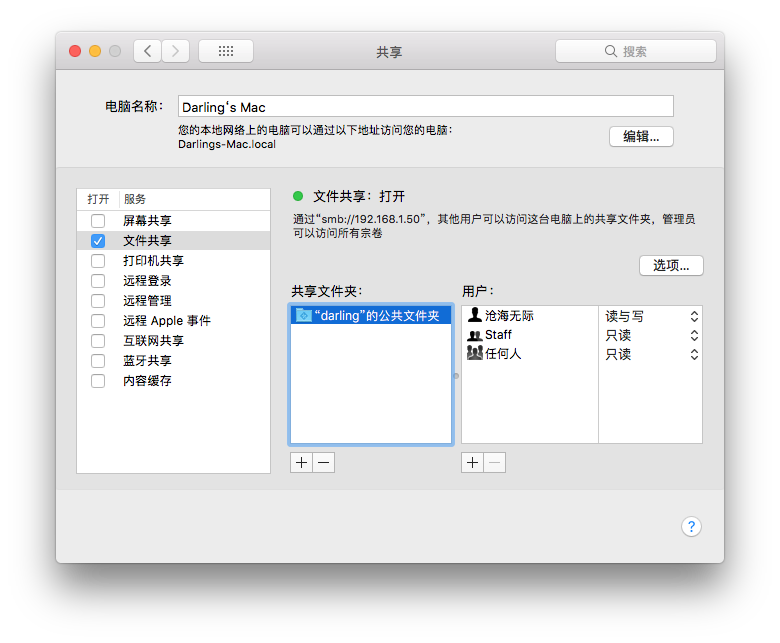 共享
搜索
电脑名称：
Darling‘s Mac
您的本地网络上的电脑可以通过以下地址访问您的电脑：
Darlings-Mac.local
编辑...
打开 服务
屏幕共享
文件共享
打印机共享
远程登录
远程管理
远程 Apple 事件
互联网共享
蓝牙共享
内容缓存
文件共享：打开
通过“smb://192.168.1.50”，其他用户可以访问这台电脑上的共享文件夹，管理员
可以访问所有宗卷
选项...
共享文件夹：
“darling”的公共文件夹
用户：
沧海无际 读与写
Staff 只读
任何人 只读
?